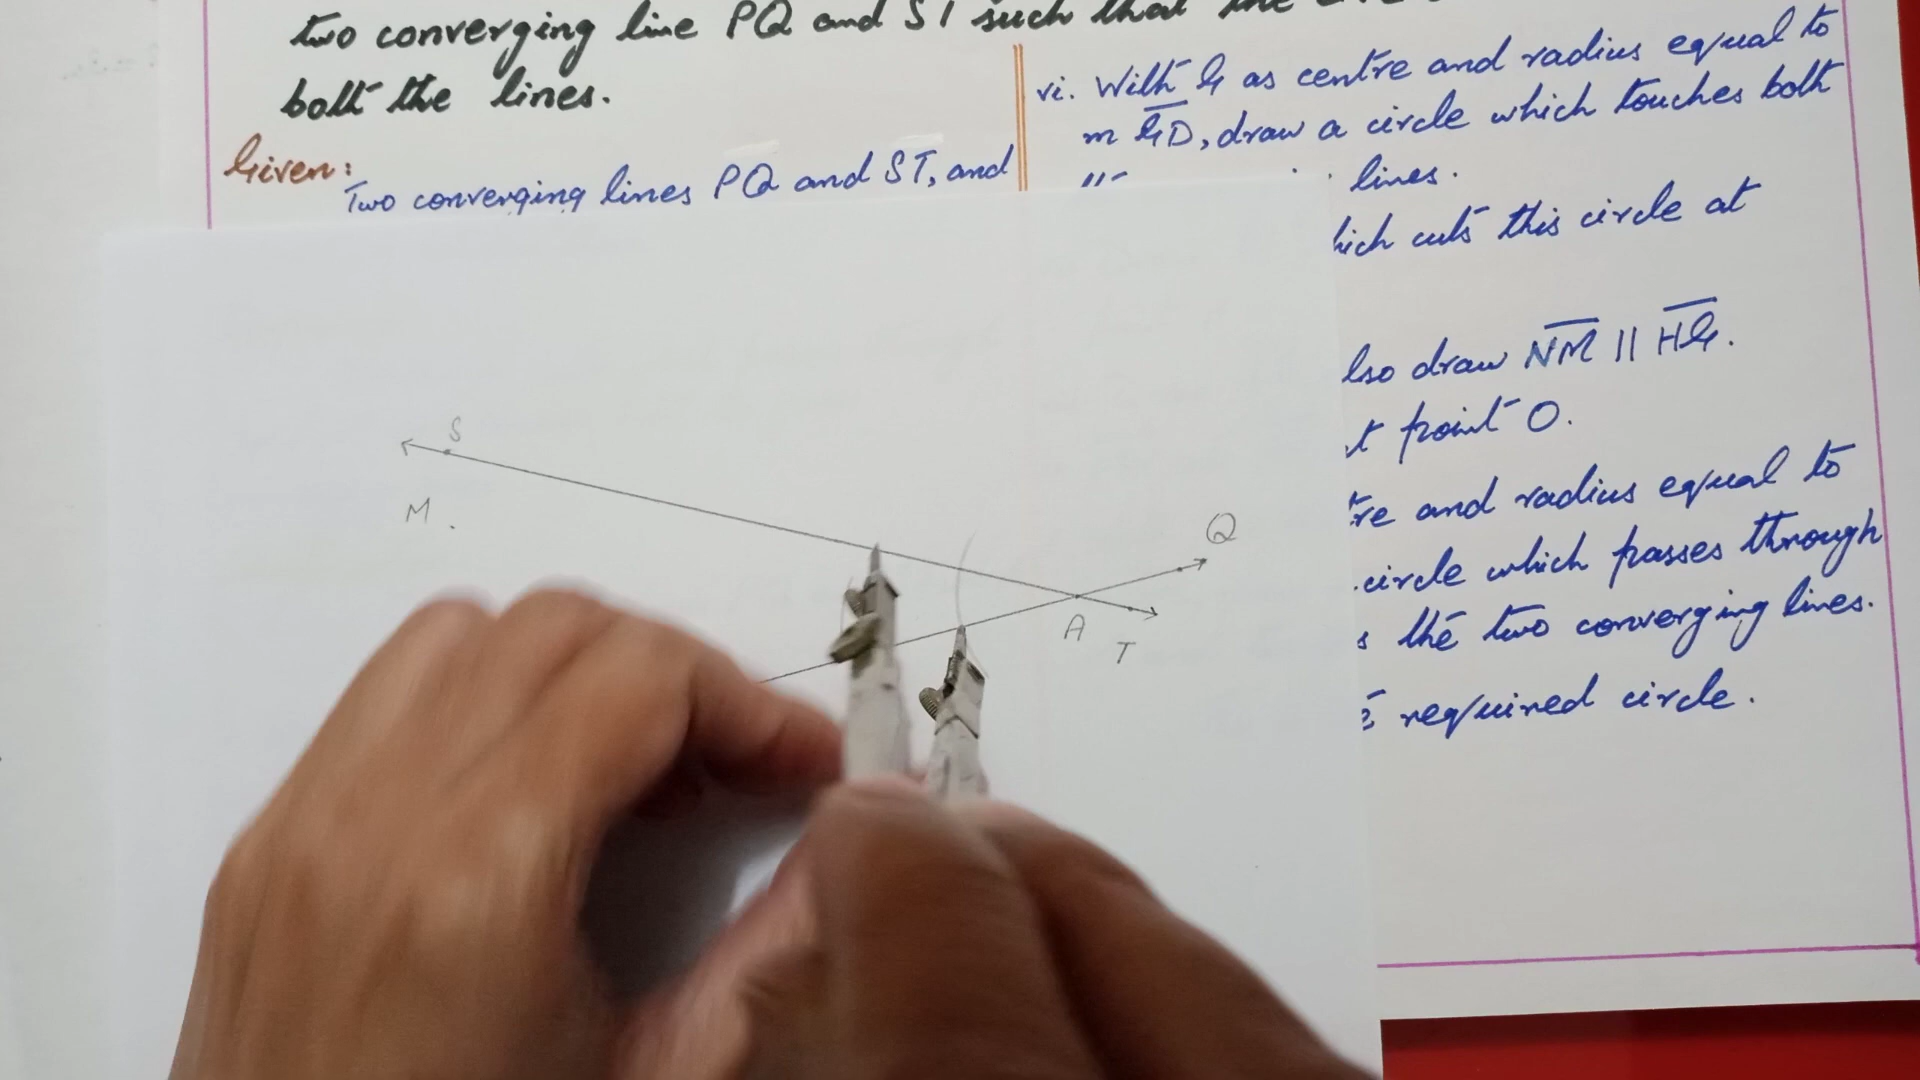 two converging line PQ and ST such that the
both the lines.
Given:
Two converging lines PQ and ST, and
vi. With G as centre and radius equal to
m GD, draw a circle which touches both
lines.
hich cuts this circle at
lso draw NM || HG.
t point O.
re and radius equal to
circle which passes through
s the two converging lines.
required circle.
S
M
Q
A
T